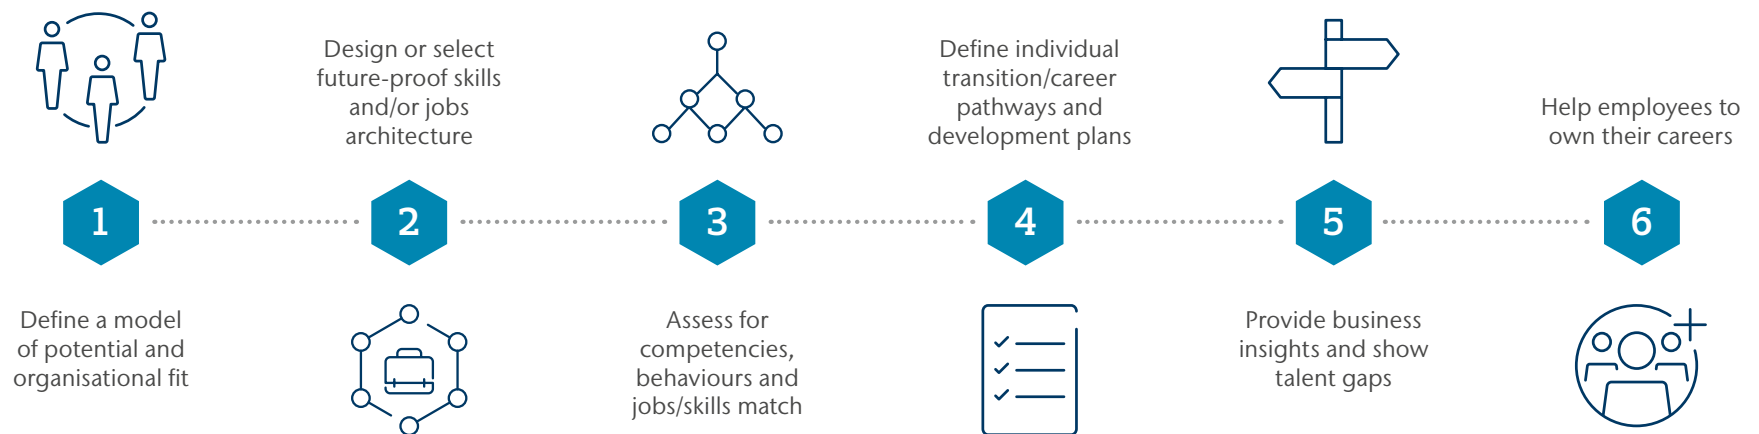 1
Define a model
of potential and
organisational fit
Design or select
future-proof skills
and/or jobs
architecture
2
3
Assess for
competencies,
behaviours and
jobs/skills match
Define individual
transition/career
pathways and
development plans
4
5
Provide business
insights and show
talent gaps
Help employees to
own their careers
6